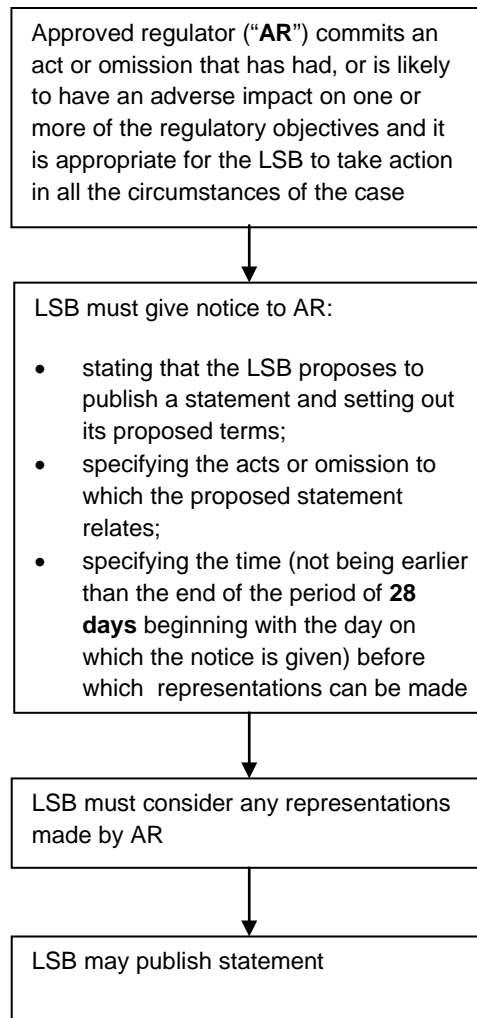 Approved regulator (“AR”) commits an
act or omission that has had, or is likely
to have an adverse impact on one or
more of the regulatory objectives and it
is appropriate for the LSB to take action
in all the circumstances of the case
LSB must give notice to AR:
• stating that the LSB proposes to
publish a statement and setting out
its proposed terms;
• specifying the acts or omission to
which the proposed statement
relates;
• specifying the time (not being earlier
than the end of the period of 28
days beginning with the day on
which the notice is given) before
which representations can be made
LSB must consider any representations
made by AR
LSB may publish statement